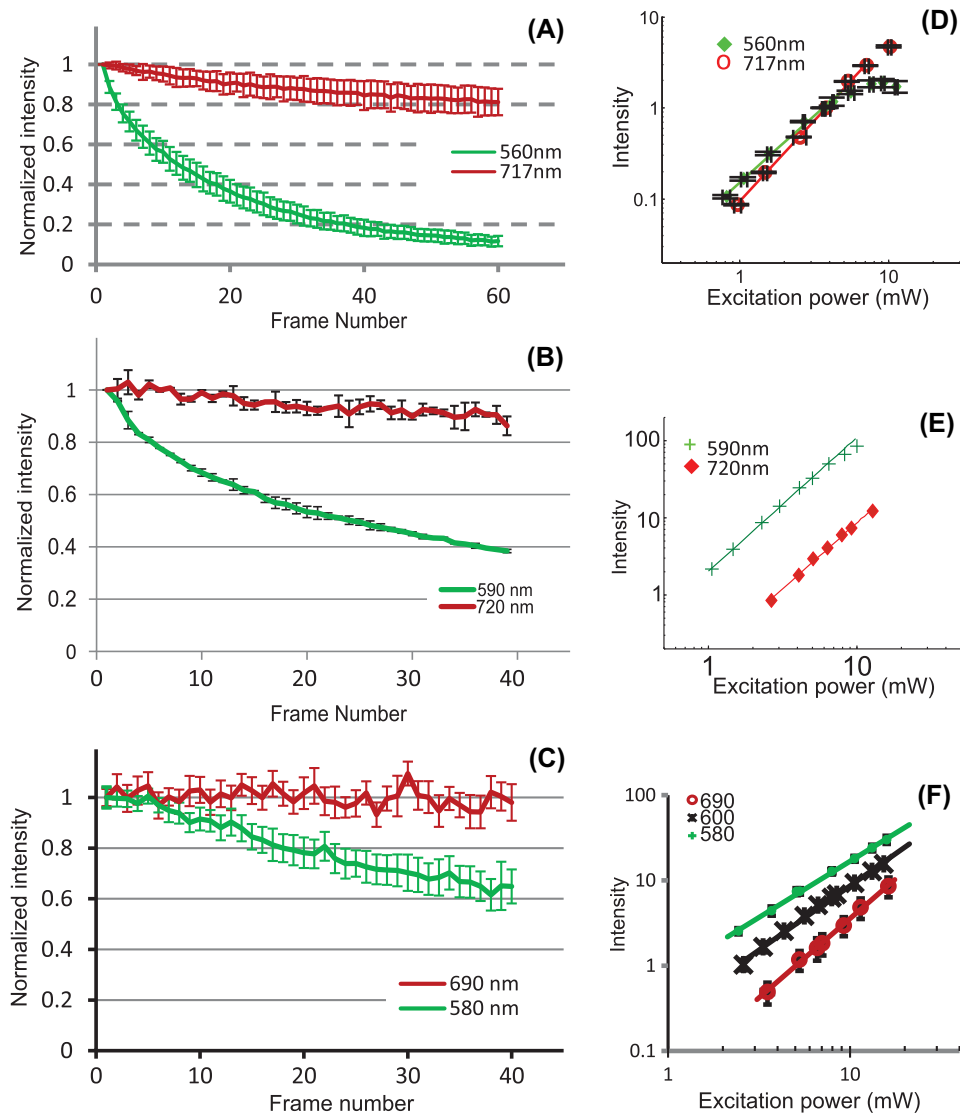 (A)
Normalized intensity
1
0.8
0.6
0.4
0.2
0
0 20 40 60
Frame Number
560nm
717nm
(D)
Intensity
10
1
0.1
1 10
Excitation power (mW)
560nm
717nm
(B)
Normalized intensity
1
0.8
0.6
0.4
0.2
0
0 10 20 30 40
Frame Number
590 nm
720 nm
(E)
Intensity
100
10
1
1 10
Excitation power (mW)
590nm
720nm
(C)
Normalized intensity
1
0.8
0.6
0.4
0.2
0
0 10 20 30 40
Frame number
690 nm
580 nm
(F)
Intensity
100
10
1
0.1
1 10
Excitation power (mW)
690
600
580